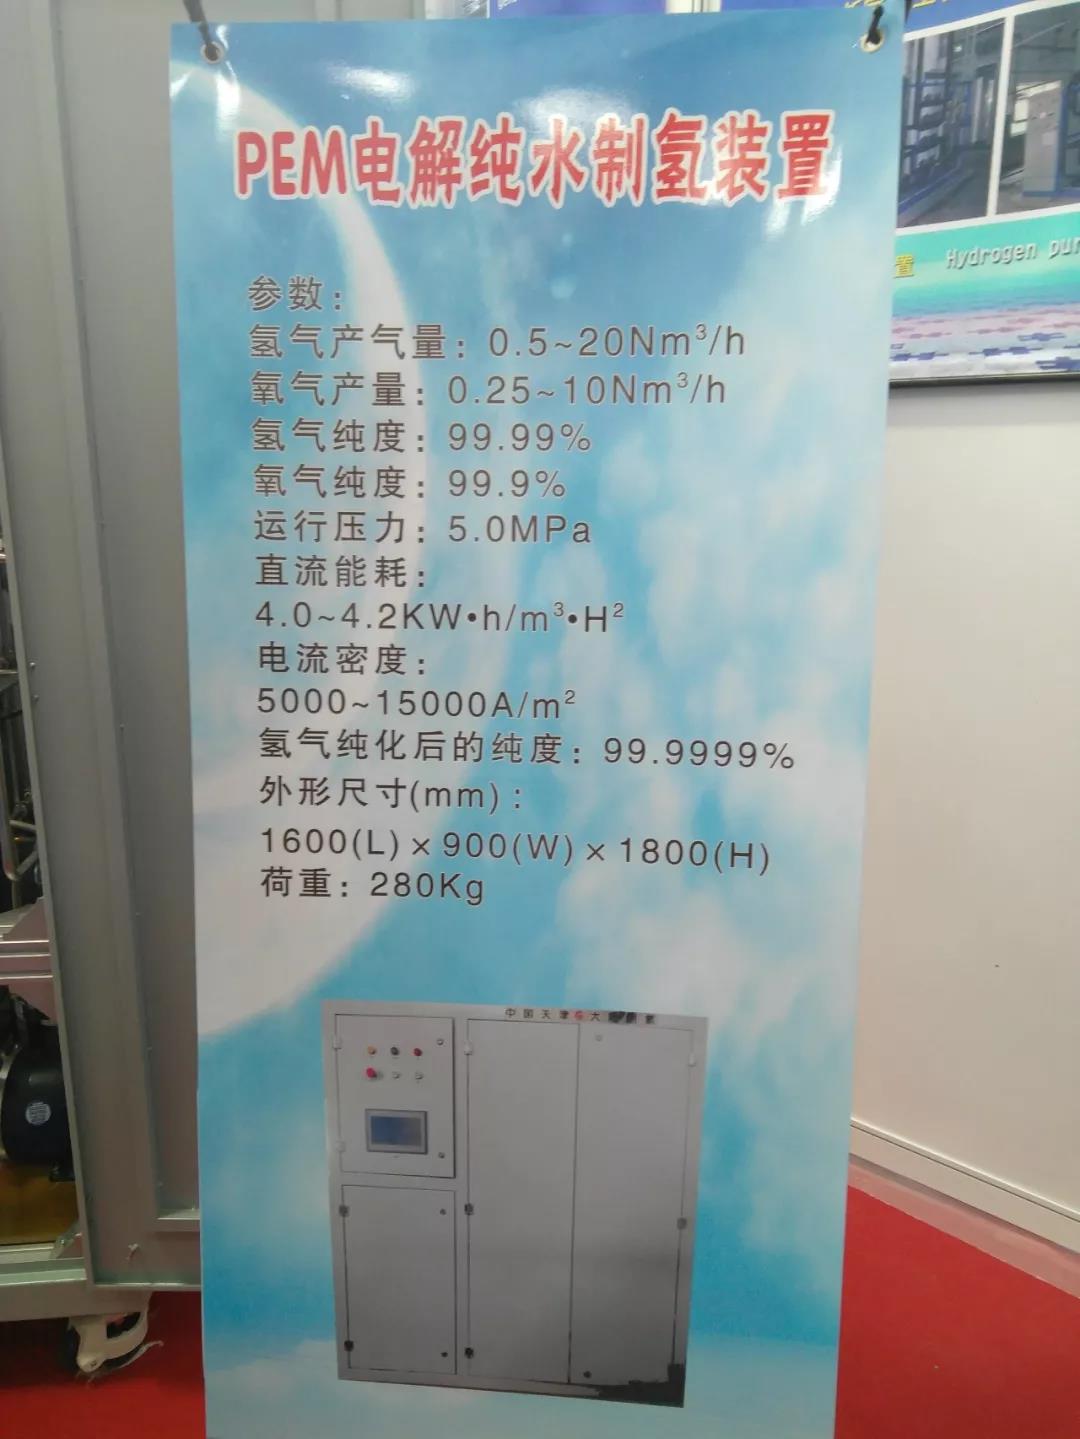 PEM电解纯水制氢装置
参数:
氢气产气量: 0.5~20Nm³/h
氧气产量: 0.25~10Nm³/h
氢气纯度: 99.99%
氧气纯度: 99.9%
运行压力: 5.0MPa
直流能耗:
4.0~4.2KW•h/m³•H²
电流密度:
5000~15000A/m²
氢气纯化后的纯度: 99.9999%
外形尺寸(mm):
1600(L)×900(W)×1800(H)
荷重: 280Kg
中国天津
大
置 Hydrogen pur